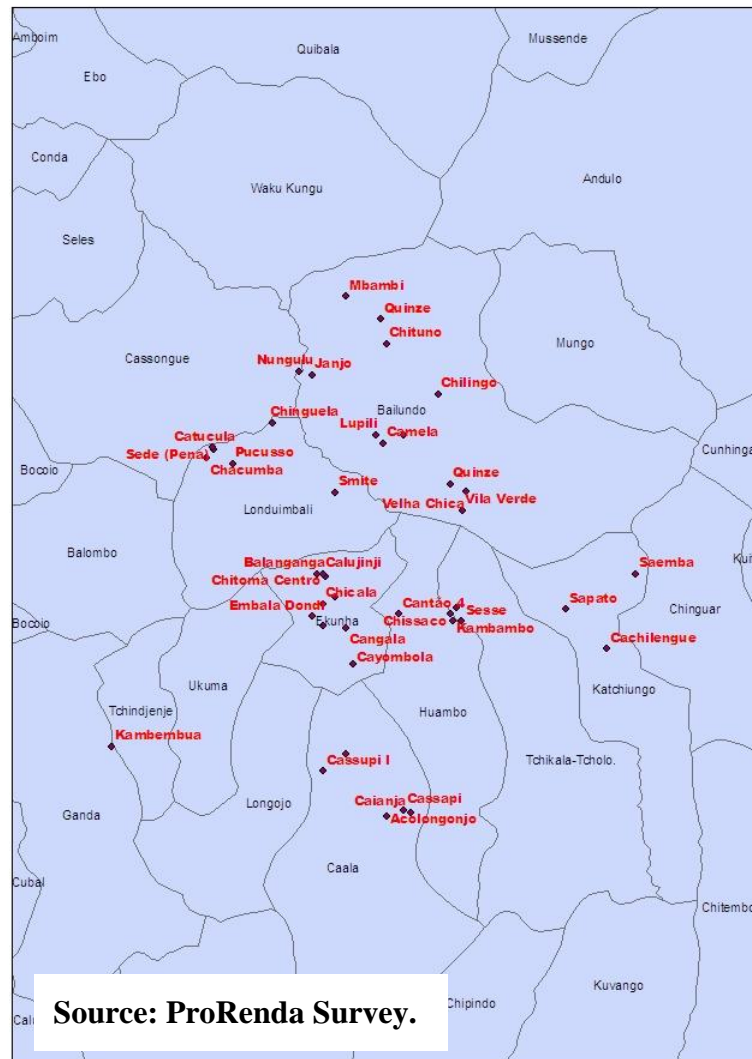 Amboim
Quibala
Mussende
Ebo
Conda
Andulo
Waku Kungu
Seles
Mbambi
Quinze
Chituno
Mungo
Cassongue
Nungulu
Janjo
Chilingo
Chinguela
Bailundo
Lupili
Camela
Catucula
Sede (Pena)
Pucusso
Chacumba
Cunhinga
Bocoio
Quinze
Smite
Vila Verde
Velha Chica
Londuimbali
Balombo
Balanganga
Calujinji
Saemba
Chitoma Centro
Chicala
Embala Dondi
Cantão 4
Sesse
Sapato
Chinguar
Bocoio
Ekunha
Chissaco
Kambambo
Cangala
Cachilengue
Cayombola
Ukuma
Katchiungo
Tchindjenje
Huambo
Kambembua
Cassupi I
Tchikala-Tcholo.
Longojo
Caianja
Cassapi
Ganda
Acolongonjo
Caala
Cubal
Chitembo
Kuvango
Chipindo
Source: ProRenda Survey.